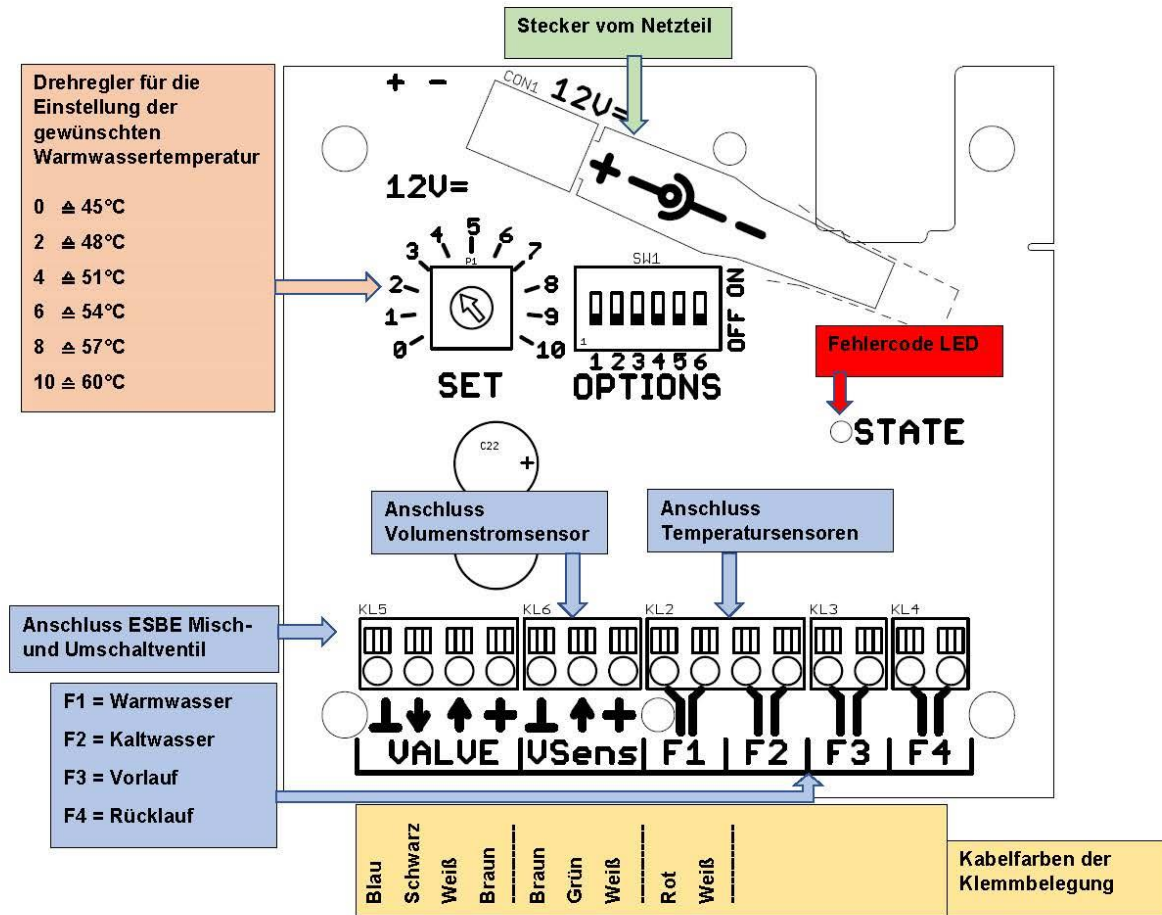 Stecker vom Netzteil
Drehregler für die
Einstellung der
gewünschten
Warmwassertemperatur
0 ≙ 45°C
2 ≙ 48°C
4 ≙ 51°C
6 ≙ 54°C
8 ≙ 57°C
10 ≙ 60°C
+ -
CON1
12V=
+ -
12V=
0 1 2 3 4 5 6 7 8 9 10
P1
SET
SW1
1
1 2 3 4 5 6
OFF ON
OPTIONS
Fehlercode LED
STATE
C22
+
Anschluss
Volumenstromsensor
Anschluss
Temperatursensoren
Anschluss ESBE Misch-
und Umschaltventil
KL5 KL6 KL2 KL3 KL4
F1 = Warmwasser
F2 = Kaltwasser
F3 = Vorlauf
F4 = Rücklauf
⊥ ↓ ↑ + ⊥ ↑ +
VALVE VSens F1 F2 F3 F4
Blau
Schwarz
Weiß
Braun
Braun
Grün
Weiß
Rot
Weiß
Kabelfarben der
Klemmbelegung